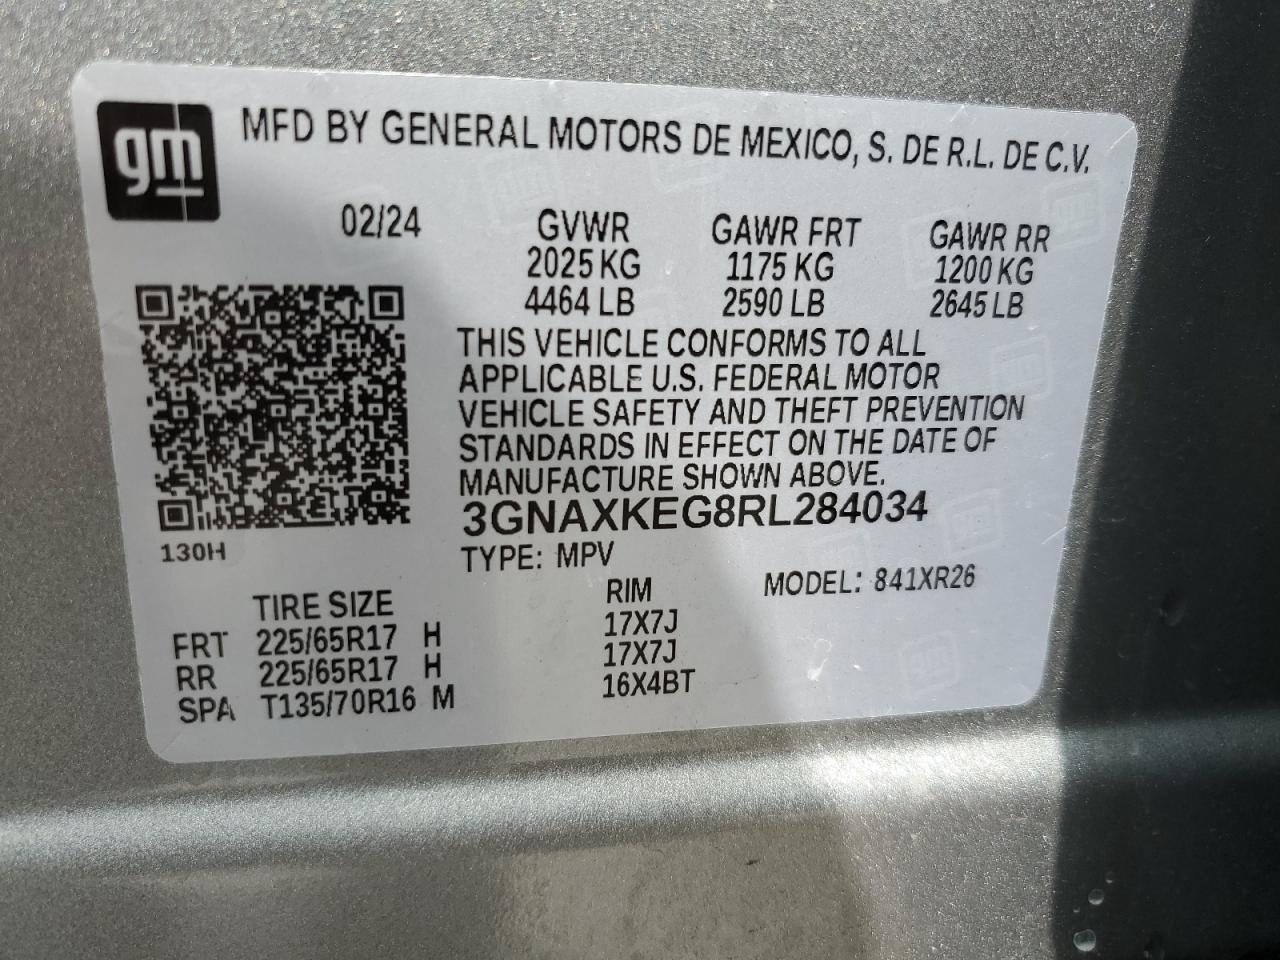 gm
MFD BY GENERAL MOTORS DE MEXICO, S. DE R.L. DE C.V.
02/24 GVWR GAWR FRT GAWR RR
2025 KG 1175 KG 1200 KG
4464 LB 2590 LB 2645 LB
THIS VEHICLE CONFORMS TO ALL
APPLICABLE U.S. FEDERAL MOTOR
VEHICLE SAFETY AND THEFT PREVENTION
STANDARDS IN EFFECT ON THE DATE OF
MANUFACTURE SHOWN ABOVE.
3GNAXKEG8RL284034
130H
TYPE: MPV MODEL: 841XR26
TIRE SIZE RIM
FRT 225/65R17 H 17X7J
RR 225/65R17 H 17X7J
SPA T135/70R16 M 16X4BT